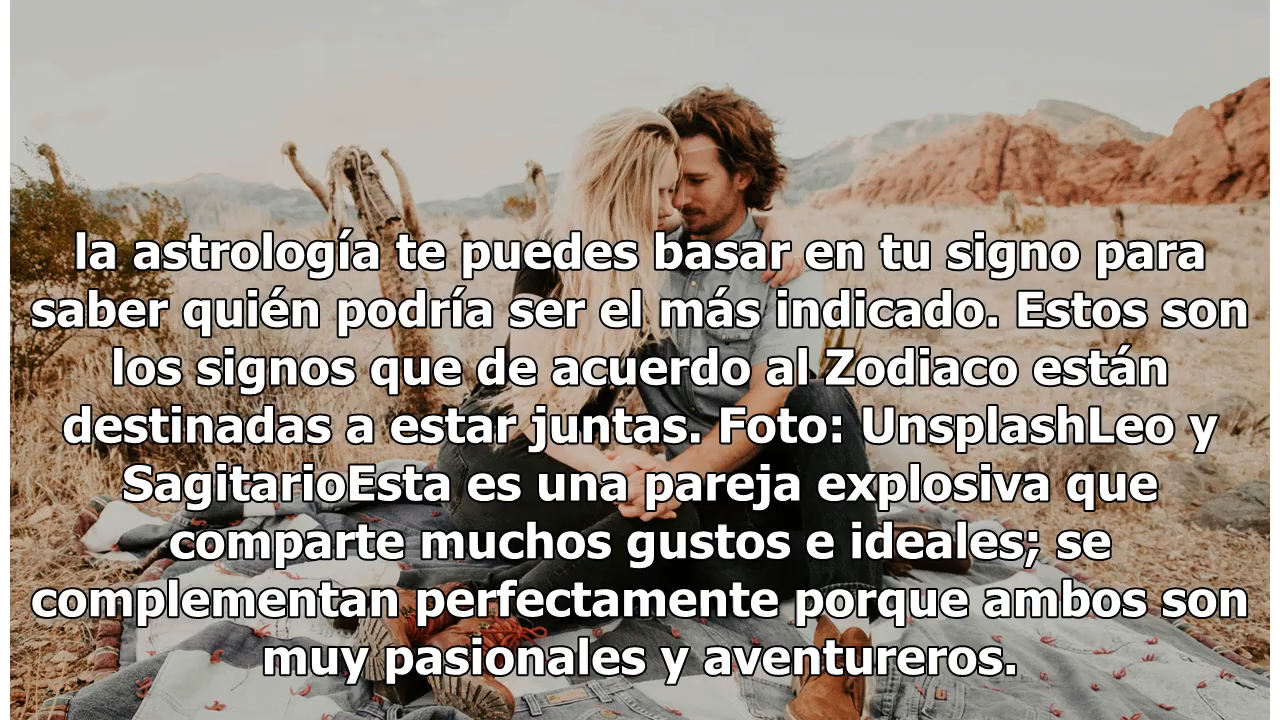 la astrología te puedes basar en tu signo para
saber quién podría ser el más indicado. Estos son
los signos que de acuerdo al Zodiaco están
destinadas a estar juntas. Foto: UnsplashLeo y
SagitarioEsta es una pareja explosiva que
comparte muchos gustos e ideales; se
complementan perfectamente porque ambos son
muy pasionales y aventureros.